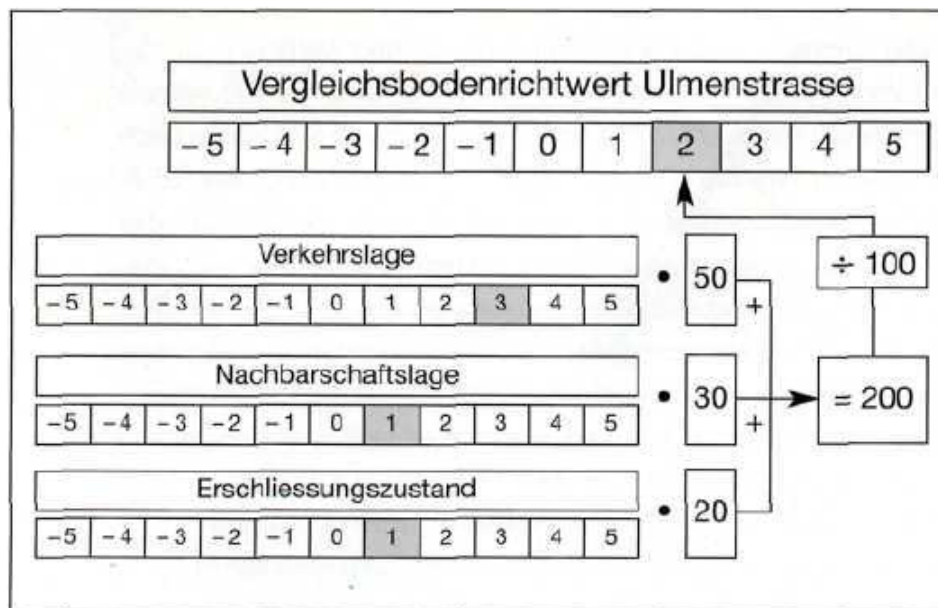 Vergleichsbodenrichtwert Ulmenstrasse
−5 −4 −3 −2 −1 0 1 2 3 4 5
Verkehrslage
−5 −4 −3 −2 −1 0 1 2 3 4 5
• 50
+
÷ 100
Nachbarschaftslage
−5 −4 −3 −2 −1 0 1 2 3 4 5
• 30
+
= 200
Erschliessungszustand
−5 −4 −3 −2 −1 0 1 2 3 4 5
• 20